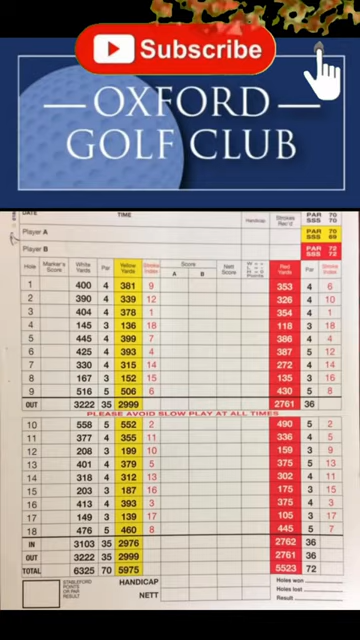 Subscribe
OXFORD
GOLF CLUB
DATE TIME Handicap Strokes Rec'd PAR 70 SSS 70
Player A PAR 70 SSS 69
Player B PAR 72 SSS 72
Hole Marker's Score White Yards Par Yellow Yards Stroke Index Score A B Nett Score Red Yards Par Stroke Index
1 400 4 381 9 353 4 6
2 390 4 339 12 326 4 10
3 404 4 378 1 354 4 1
4 145 3 136 18 118 3 18
5 445 4 399 7 386 4 4
6 425 4 393 4 387 5 12
7 330 4 315 14 272 4 14
8 167 3 152 15 135 3 16
9 516 5 506 6 430 5 8
OUT 3222 35 2999 2761 36
PLEASE AVOID SLOW PLAY AT ALL TIMES
10 558 5 552 2 490 5 2
11 377 4 355 11 336 4 5
12 208 3 199 10 159 3 9
13 401 4 379 5 375 5 13
14 318 4 312 13 302 4 11
15 203 3 187 16 175 3 15
16 413 4 393 3 375 4 3
17 149 3 139 17 105 3 17
18 476 5 460 8 445 5 7
IN 3103 35 2976 2762 36
OUT 3222 35 2999 2761 36
TOTAL 6325 70 5975 5523 72
STABLEFORD POINTS OR PAR RESULT
HANDICAP
NETT
Holes won
Holes lost
Result